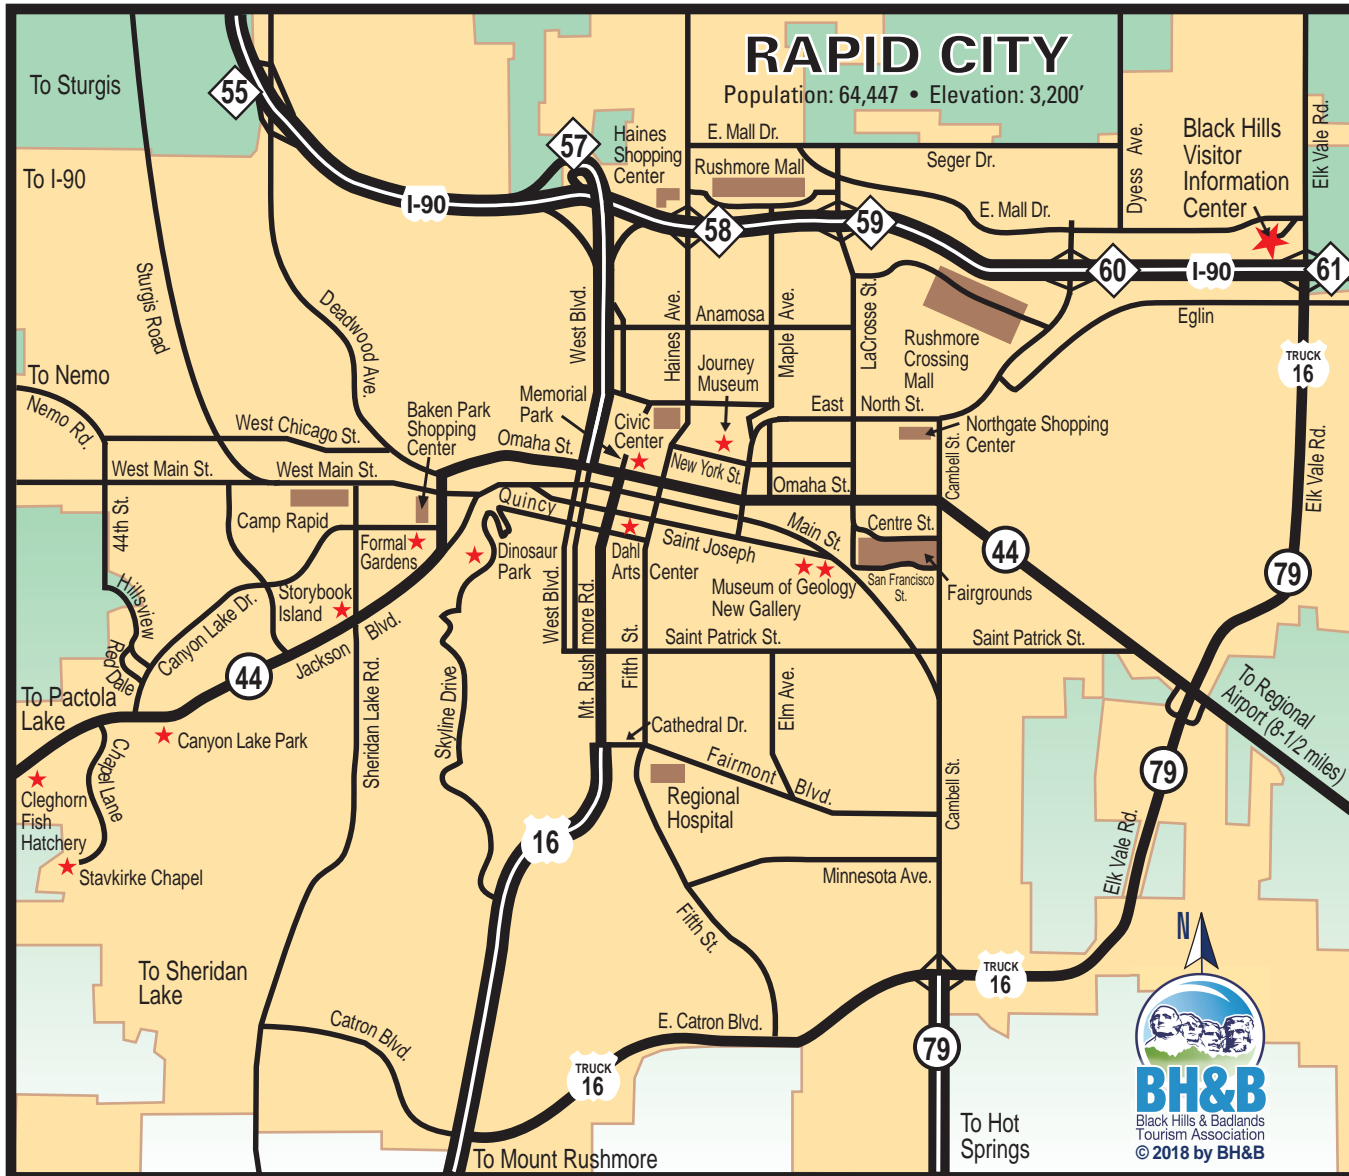 RAPID CITY
Population: 64,447 • Elevation: 3,200’
To Sturgis
To I-90
55
57
Haines
Shopping
Center
E. Mall Dr.
Rushmore Mall
Seger Dr.
Dyess Ave.
Black Hills
Visitor
Information
Center
Elk Vale Rd.
E. Mall Dr.
I-90
58
59
60
I-90
61
Sturgis Road
Deadwood Ave.
West Blvd.
Haines Ave.
Anamosa
Maple Ave.
LaCrosse St.
Rushmore
Crossing
Mall
Eglin
TRUCK
16
To Nemo
Nemo Rd.
West Chicago St.
Baken Park
Shopping
Center
Memorial
Park
Omaha St.
Civic
Center
Journey
Museum
New York St.
East North St.
Northgate Shopping
Center
Cambell St.
Elk Vale Rd.
West Main St.
West Main St.
Omaha St.
44th St.
Camp Rapid
Formal
Gardens
Quincy
Dinosaur
Park
Dahl
Arts
Center
Saint Joseph
Main St.
Centre St.
44
79
Hillsview
Red Dale
Canyon Lake Dr.
Storybook
Island
Jackson Blvd.
West Blvd.
Mt. Rushmore Rd.
Museum of Geology
New Gallery
San Francisco
St.
Fairgrounds
Saint Patrick St.
Saint Patrick St.
44
To Pactola
Lake
Canyon Lake Park
Sheridan Lake Rd.
Skyline Drive
Fifth St.
Elm Ave.
Cathedral Dr.
To Regional
Airport (8-1/2 miles)
Chapel Lane
Cleghorn
Fish
Hatchery
Stavkirke Chapel
16
Regional
Hospital
Fairmont Blvd.
Cambell St.
79
Elk Vale Rd.
Minnesota Ave.
Fifth St.
To Sheridan
Lake
Catron Blvd.
E. Catron Blvd.
TRUCK
16
TRUCK
16
79
N
To Mount Rushmore
To Hot
Springs
BH&B
Black Hills & Badlands
Tourism Association
© 2018 by BH&B